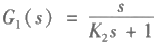 G₁(s) = s / (K₂s + 1)